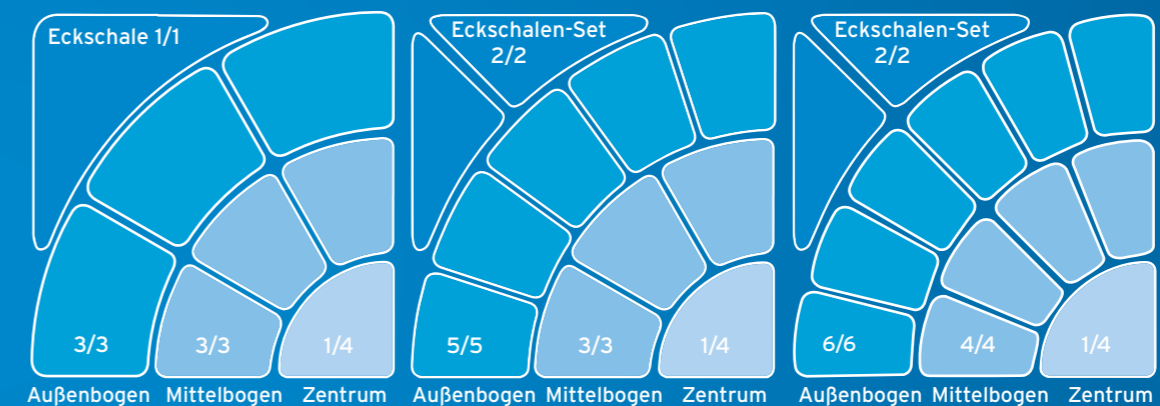 Eckschale 1/1
3/3
3/3
1/4
Außenbogen Mittelbogen Zentrum
Eckschalen-Set
2/2
5/5
3/3
1/4
Außenbogen Mittelbogen Zentrum
Eckschalen-Set
2/2
6/6
4/4
1/4
Außenbogen Mittelbogen Zentrum